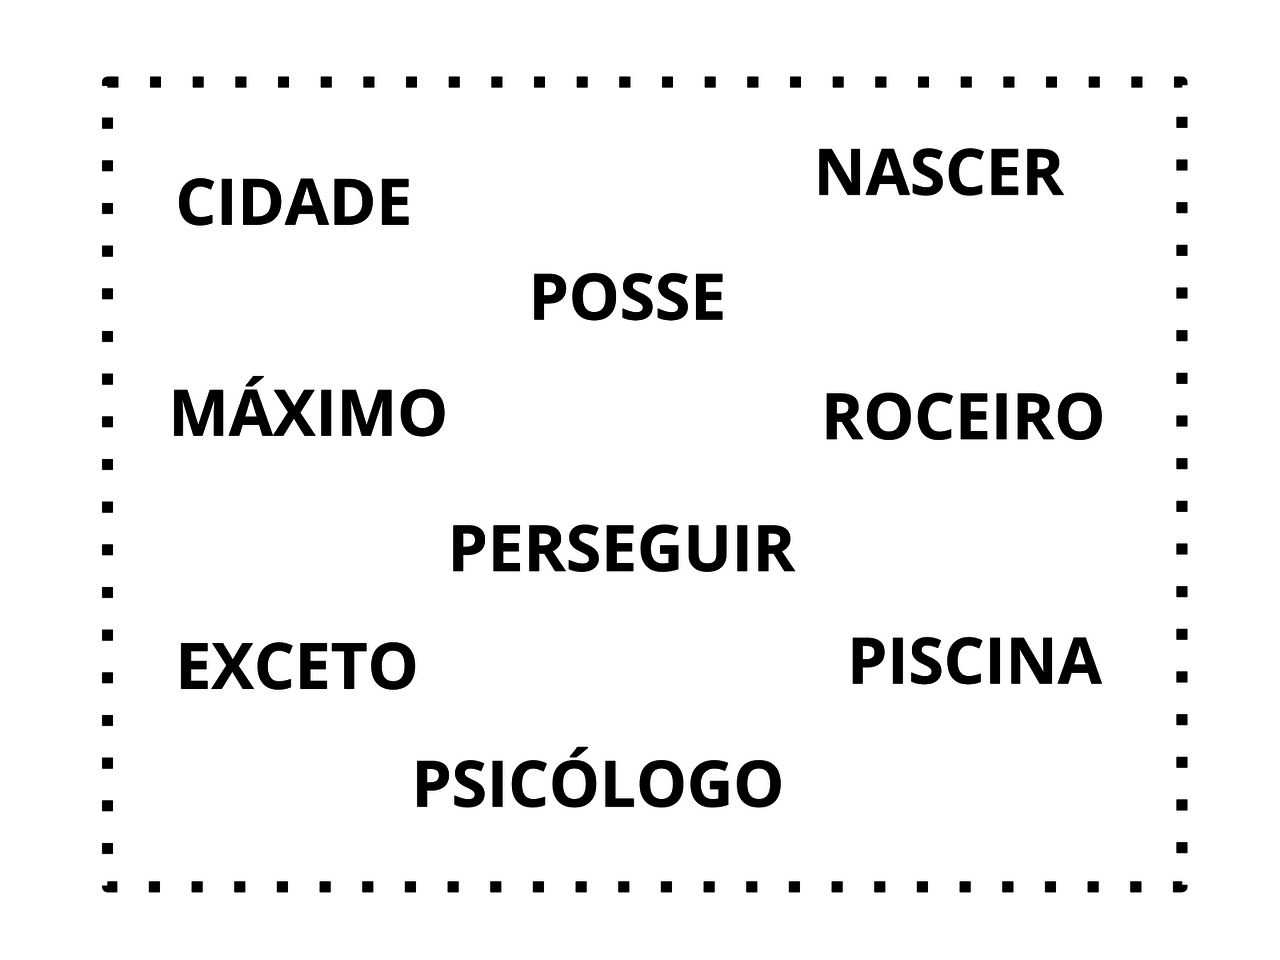 CIDADE
NASCER
POSSE
MÁXIMO
ROCEIRO
PERSEGUIR
EXCETO
PISCINA
PSICÓLOGO